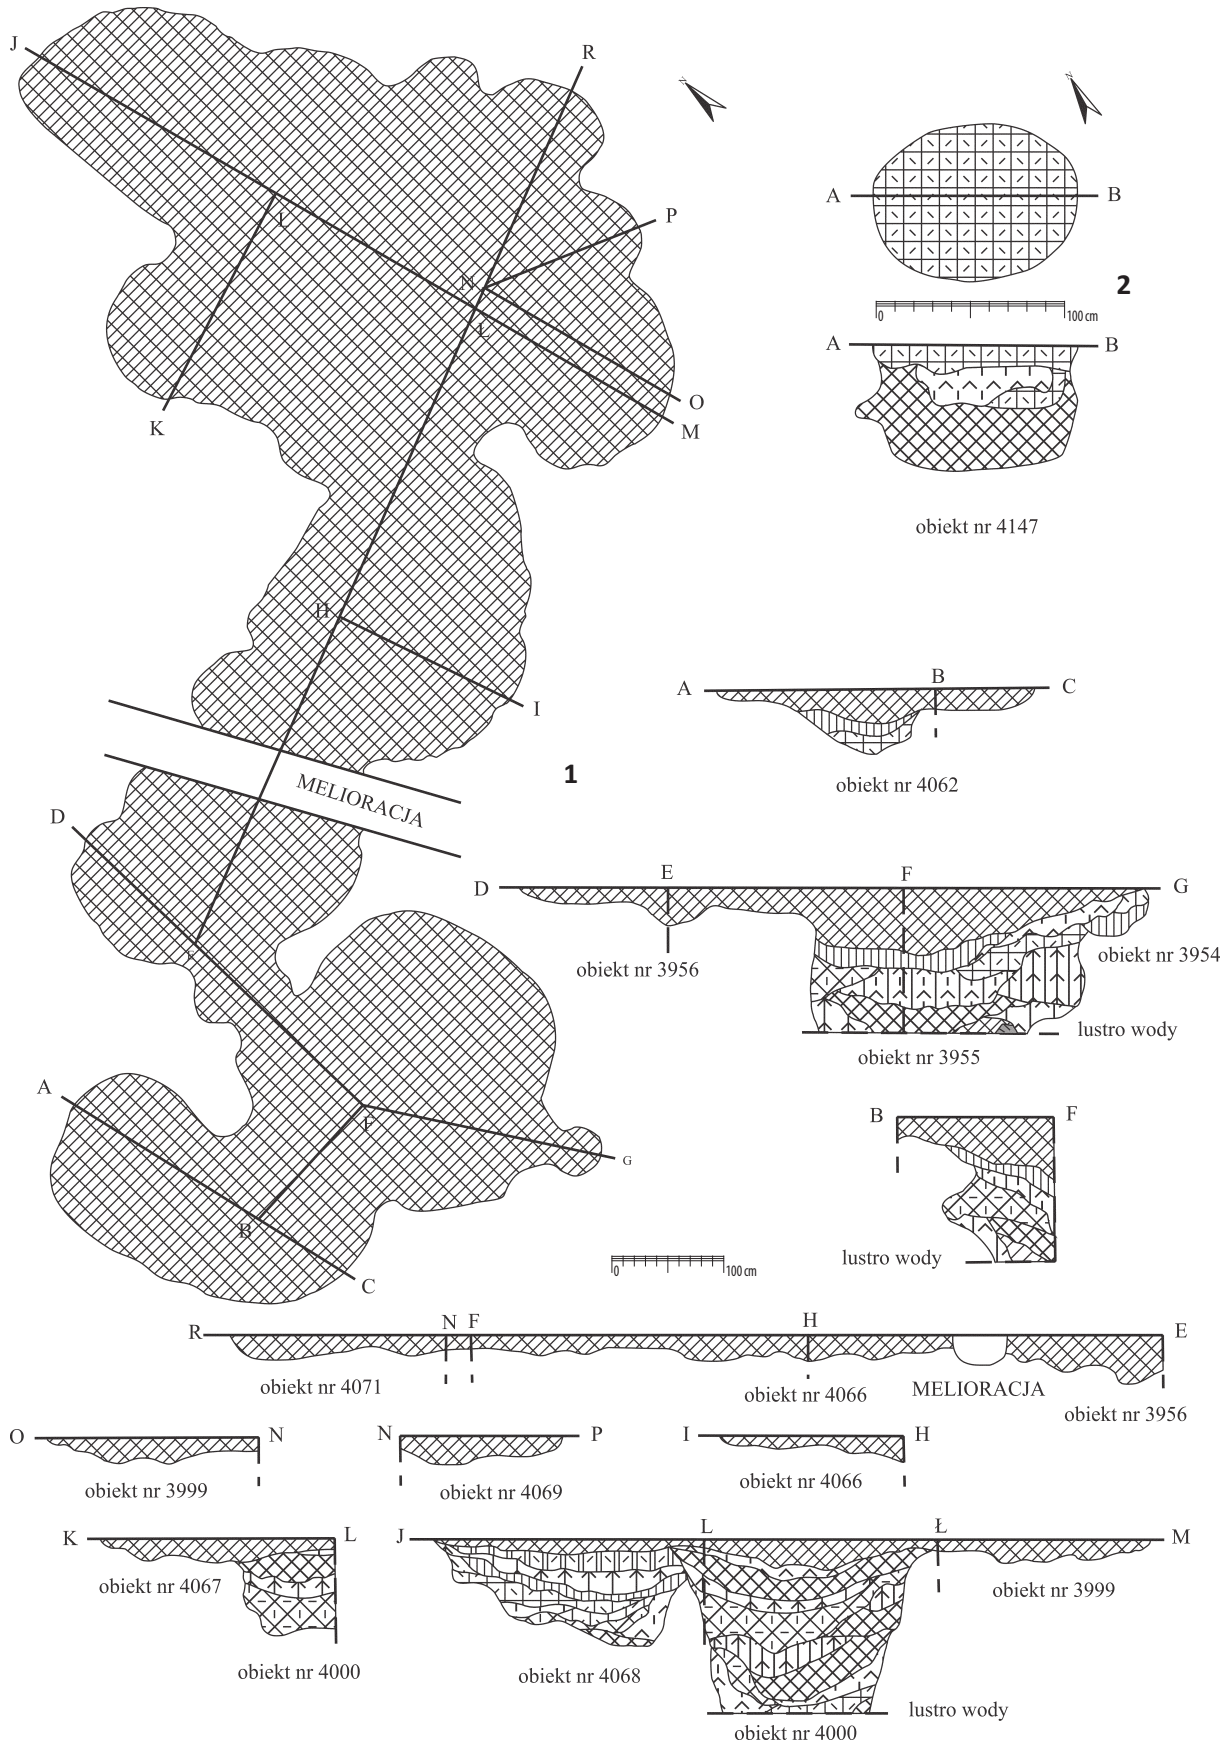 J
R
N
N
A
B
P
L
N
2
0
100 cm
Ł
A
B
O
K
M
obiekt nr 4147
H
I
A
B
C
1
MELIORACJA
obiekt nr 4062
D
D
E
F
G
E
obiekt nr 3956
obiekt nr 3954
lustro wody
obiekt nr 3955
A
F
B
F
G
B
lustro wody
C
0
100 cm
R
N
F
H
E
obiekt nr 4071
obiekt nr 4066
MELIORACJA
obiekt nr 3956
O
N
N
P
I
H
obiekt nr 3999
obiekt nr 4069
obiekt nr 4066
K
L
J
L
Ł
M
obiekt nr 4067
obiekt nr 3999
obiekt nr 4000
obiekt nr 4068
lustro wody
obiekt nr 4000